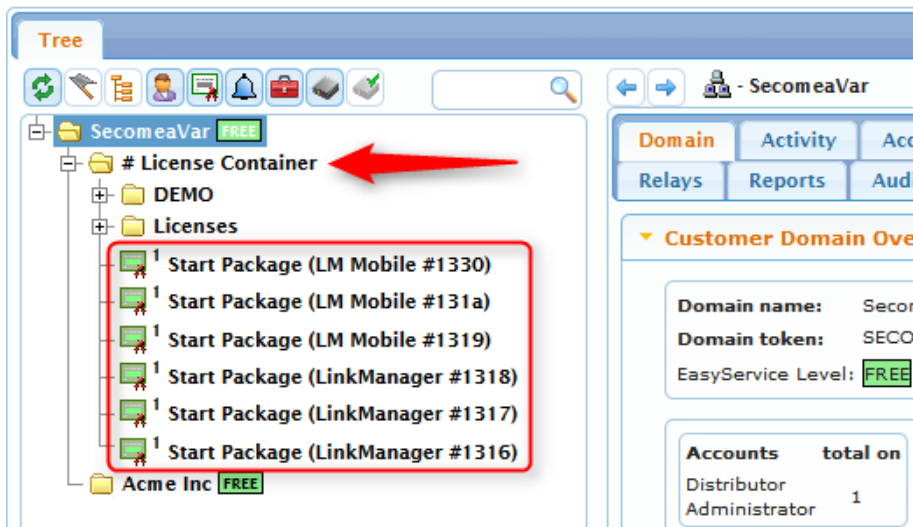 Tree
- SecomeaVar
SecomeaVar FREE
# License Container
DEMO
Licenses
1 Start Package (LM Mobile #1330)
1 Start Package (LM Mobile #131a)
1 Start Package (LM Mobile #1319)
1 Start Package (LinkManager #1318)
1 Start Package (LinkManager #1317)
1 Start Package (LinkManager #1316)
Acme Inc FREE
Domain Activity Acc
Relays Reports Audi
Customer Domain Ove
Domain name: Secom
Domain token: SECO
EasyService Level: FREE
Accounts total on
Distributor
Administrator 1